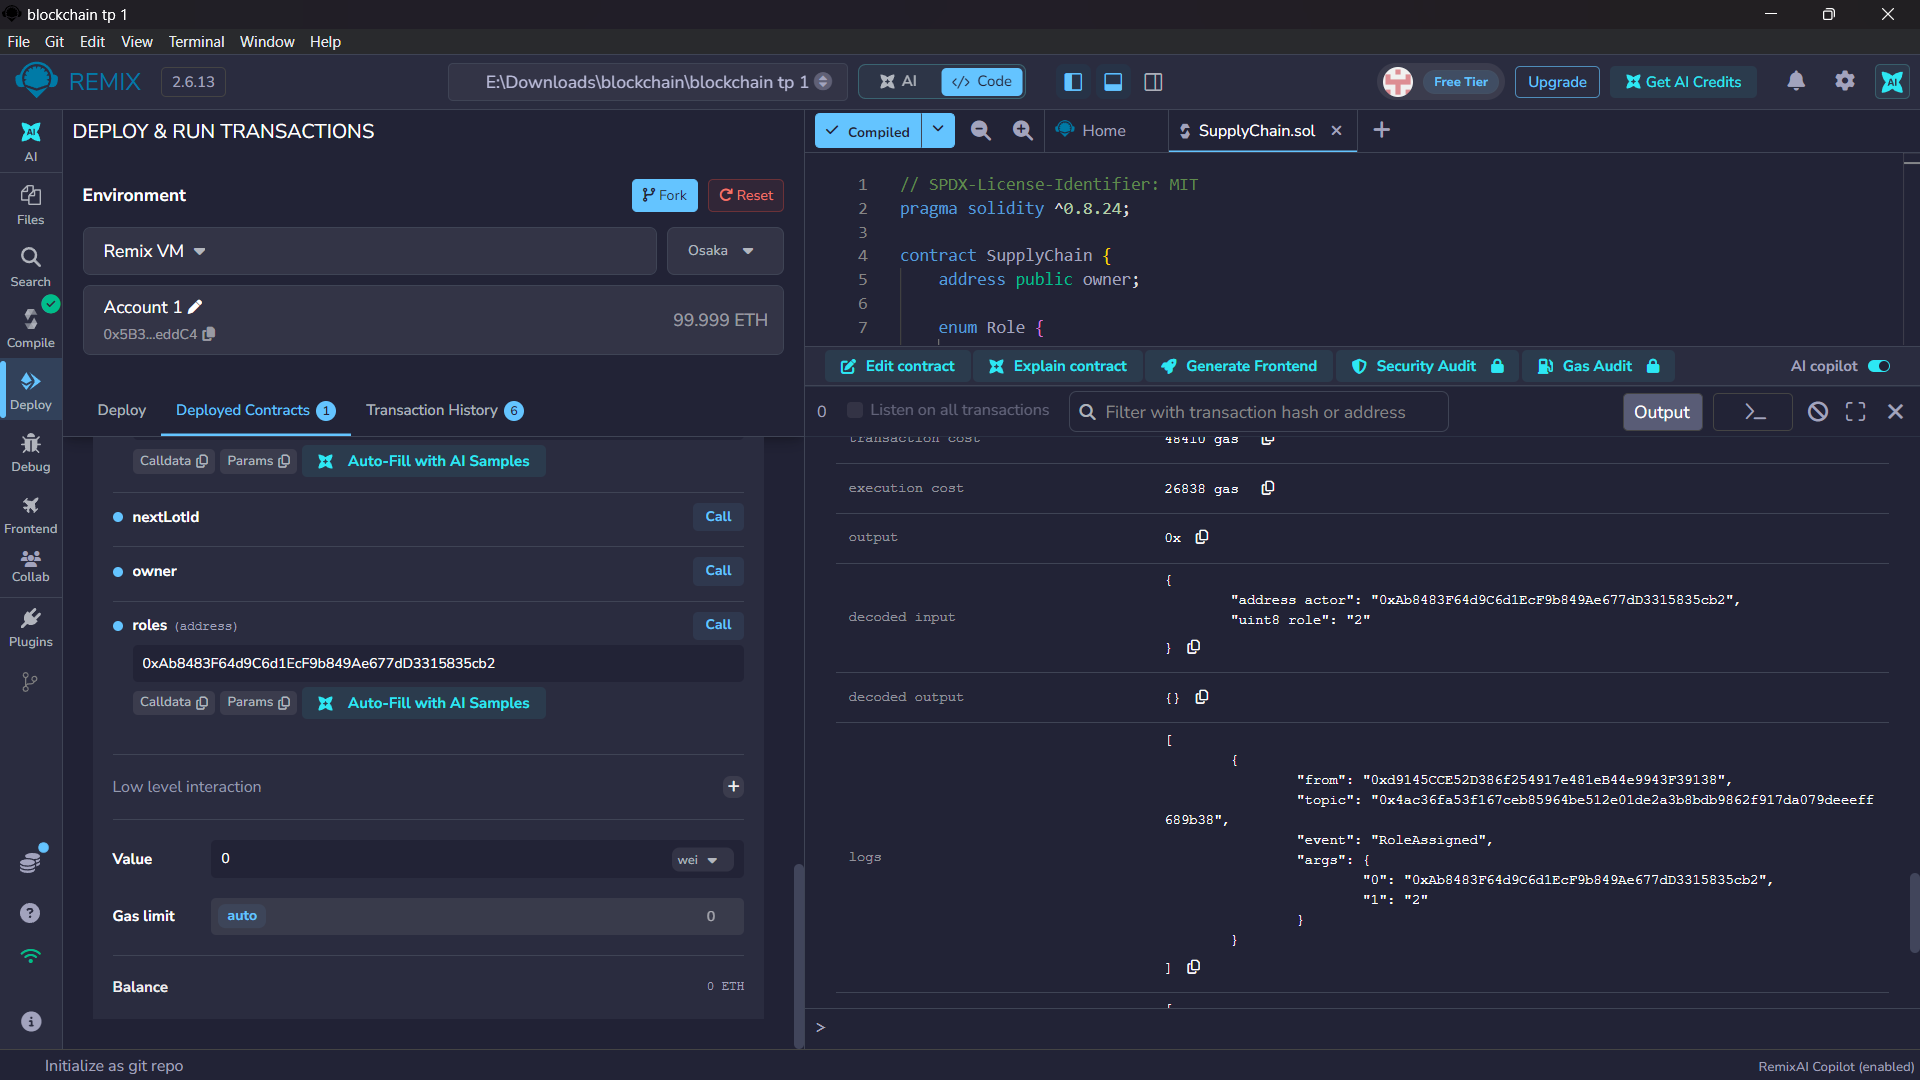 blockchain tp 1
File Git Edit View Terminal Window Help
REMIX 2.6.13 E:\Downloads\blockchain\blockchain tp 1 AI </> Code Free Tier Upgrade Get AI Credits AI
AI
Files
Search
Compile
Deploy
Debug
Frontend
Collab
Plugins
DEPLOY & RUN TRANSACTIONS
Environment Fork Reset
Remix VM Osaka
Account 1 99.999 ETH
0x5B3...eddC4
Deploy Deployed Contracts 1 Transaction History 6
Calldata Params Auto-Fill with AI Samples
nextLotId Call
owner Call
roles (address) Call
0xAb8483F64d9C6d1EcF9b849Ae677dD3315835cb2
Calldata Params Auto-Fill with AI Samples
Low level interaction +
Value 0 wei
Gas limit auto 0
Balance 0 ETH
Compiled Home SupplyChain.sol
1 // SPDX-License-Identifier: MIT
2 pragma solidity ^0.8.24;
3
4 contract SupplyChain {
5 address public owner;
6
7 enum Role {
Edit contract Explain contract Generate Frontend Security Audit Gas Audit AI copilot
0 Listen on all transactions Filter with transaction hash or address Output >_
transaction cost 48410 gas
execution cost 26838 gas
output 0x
decoded input {
"address actor": "0xAb8483F64d9C6d1EcF9b849Ae677dD3315835cb2",
"uint8 role": "2"
}
decoded output {}
logs [
{
"from": "0xd9145CCE52D386f254917e481eB44e9943F39138",
"topic": "0x4ac36fa53f167ceb85964be512e01de2a3b8bdb9862f917da079deeeff
689b38",
"event": "RoleAssigned",
"args": {
"0": "0xAb8483F64d9C6d1EcF9b849Ae677dD3315835cb2",
"1": "2"
}
}
]
[
>
Initialize as git repo RemixAI Copilot (enabled)